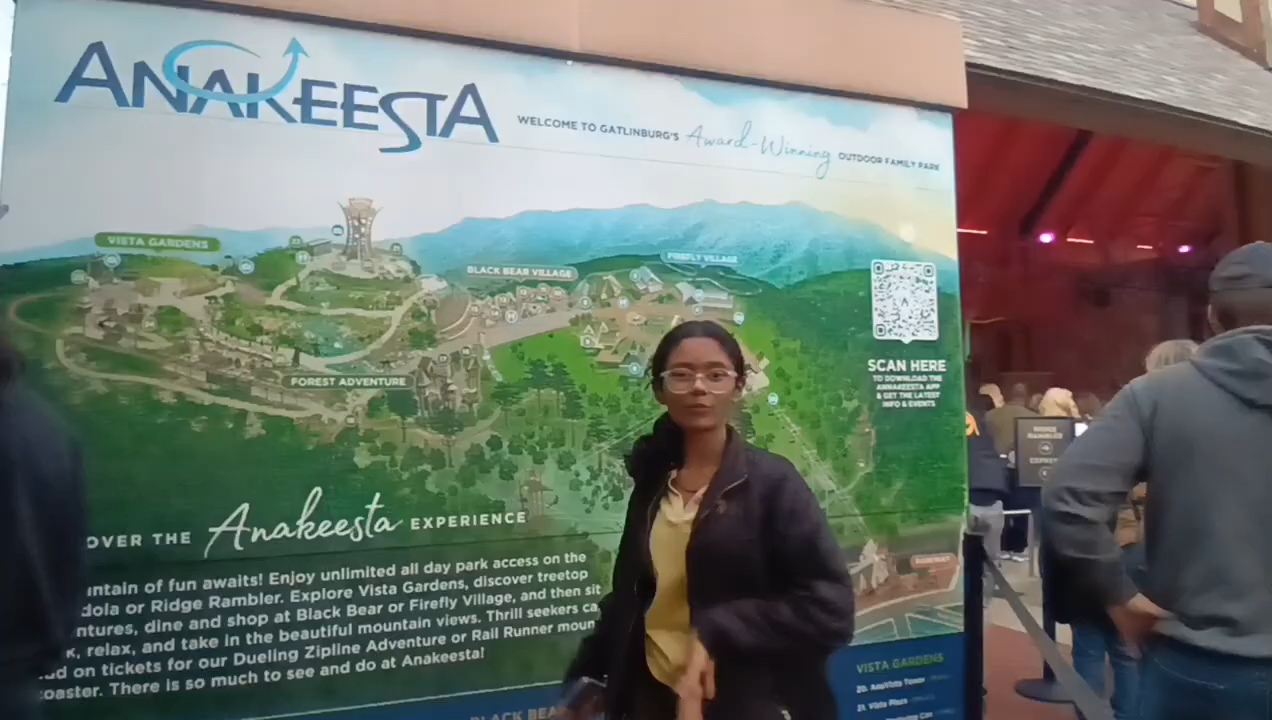 ANAKEESTA
WELCOME TO GATLINBURG'S Award-Winning OUTDOOR FAMILY PARK
VISTA GARDENS
BLACK BEAR VILLAGE
FIREFLY VILLAGE
FOREST ADVENTURE
SCAN HERE
TO DOWNLOAD THE
ANAKEESTA APP
& GET THE LATEST
INFO & EVENTS
RIDGE
RAMBLER
OVER THE Anakeesta EXPERIENCE
untain of fun awaits! Enjoy unlimited all day park access on the
dola or Ridge Rambler. Explore Vista Gardens, discover treetop
ntures, dine and shop at Black Bear or Firefly Village, and then sit
k, relax, and take in the beautiful mountain views. Thrill seekers ca
d on tickets for our Dueling Zipline Adventure or Rail Runner moun
oaster. There is so much to see and do at Anakeesta!
BLACK BEA
VISTA GARDENS
20. AnaVista Tower
21. Vista Plaza